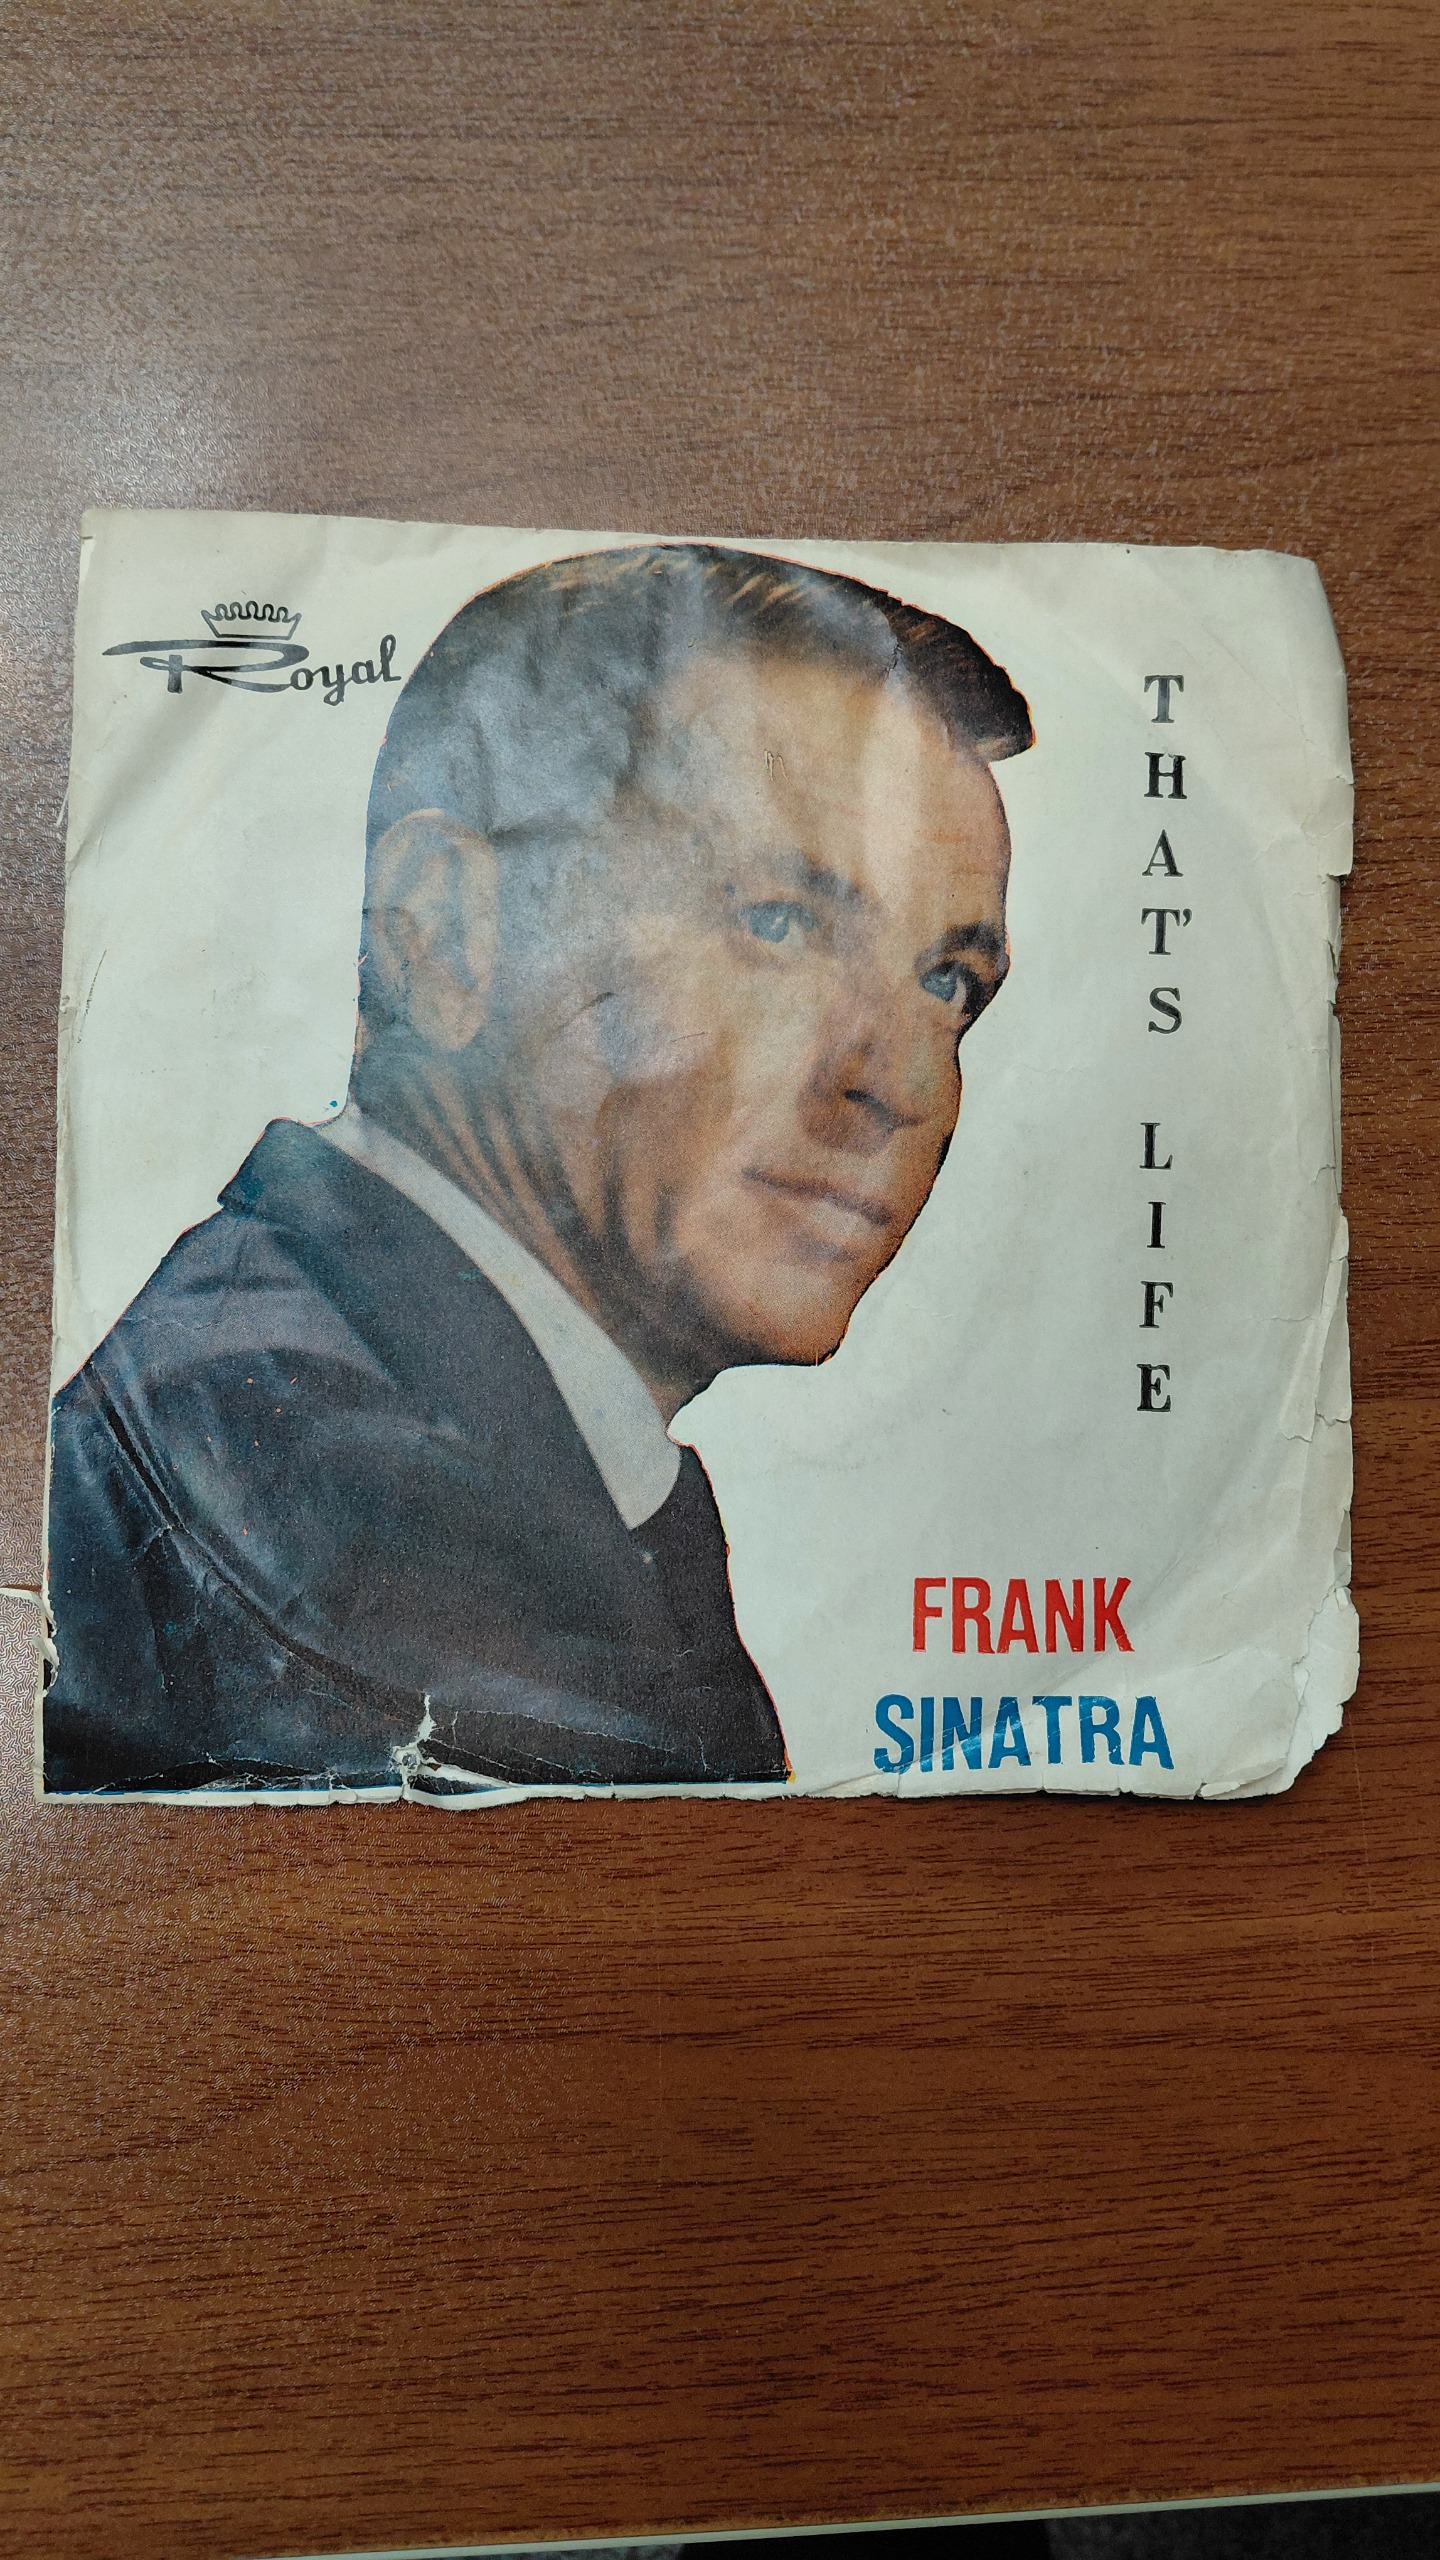 Royal
THAT'S LIFE
FRANK
SINATRA